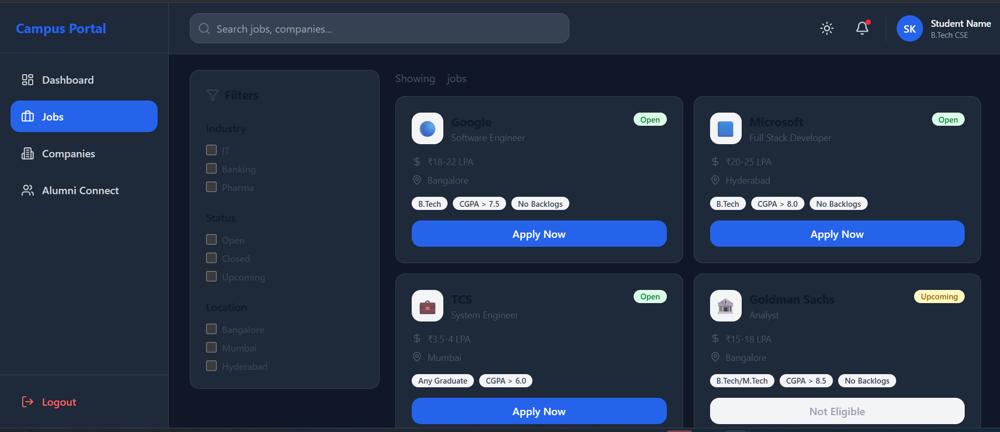 Campus Portal
Search jobs, companies...
SK
Student Name
B.Tech CSE
Dashboard
Jobs
Companies
Alumni Connect
Logout
Filters
Industry
IT
Banking
Pharma
Status
Open
Closed
Upcoming
Location
Bangalore
Mumbai
Hyderabad
Showing jobs
Google
Open
Software Engineer
₹18-22 LPA
Bangalore
B.Tech CGPA > 7.5 No Backlogs
Apply Now
Microsoft
Open
Full Stack Developer
₹20-25 LPA
Hyderabad
B.Tech CGPA > 8.0 No Backlogs
Apply Now
TCS
Open
System Engineer
₹3.5-4 LPA
Mumbai
Any Graduate CGPA > 6.0
Apply Now
Goldman Sachs
Upcoming
Analyst
₹15-18 LPA
Bangalore
B.Tech/M.Tech CGPA > 8.5 No Backlogs
Not Eligible